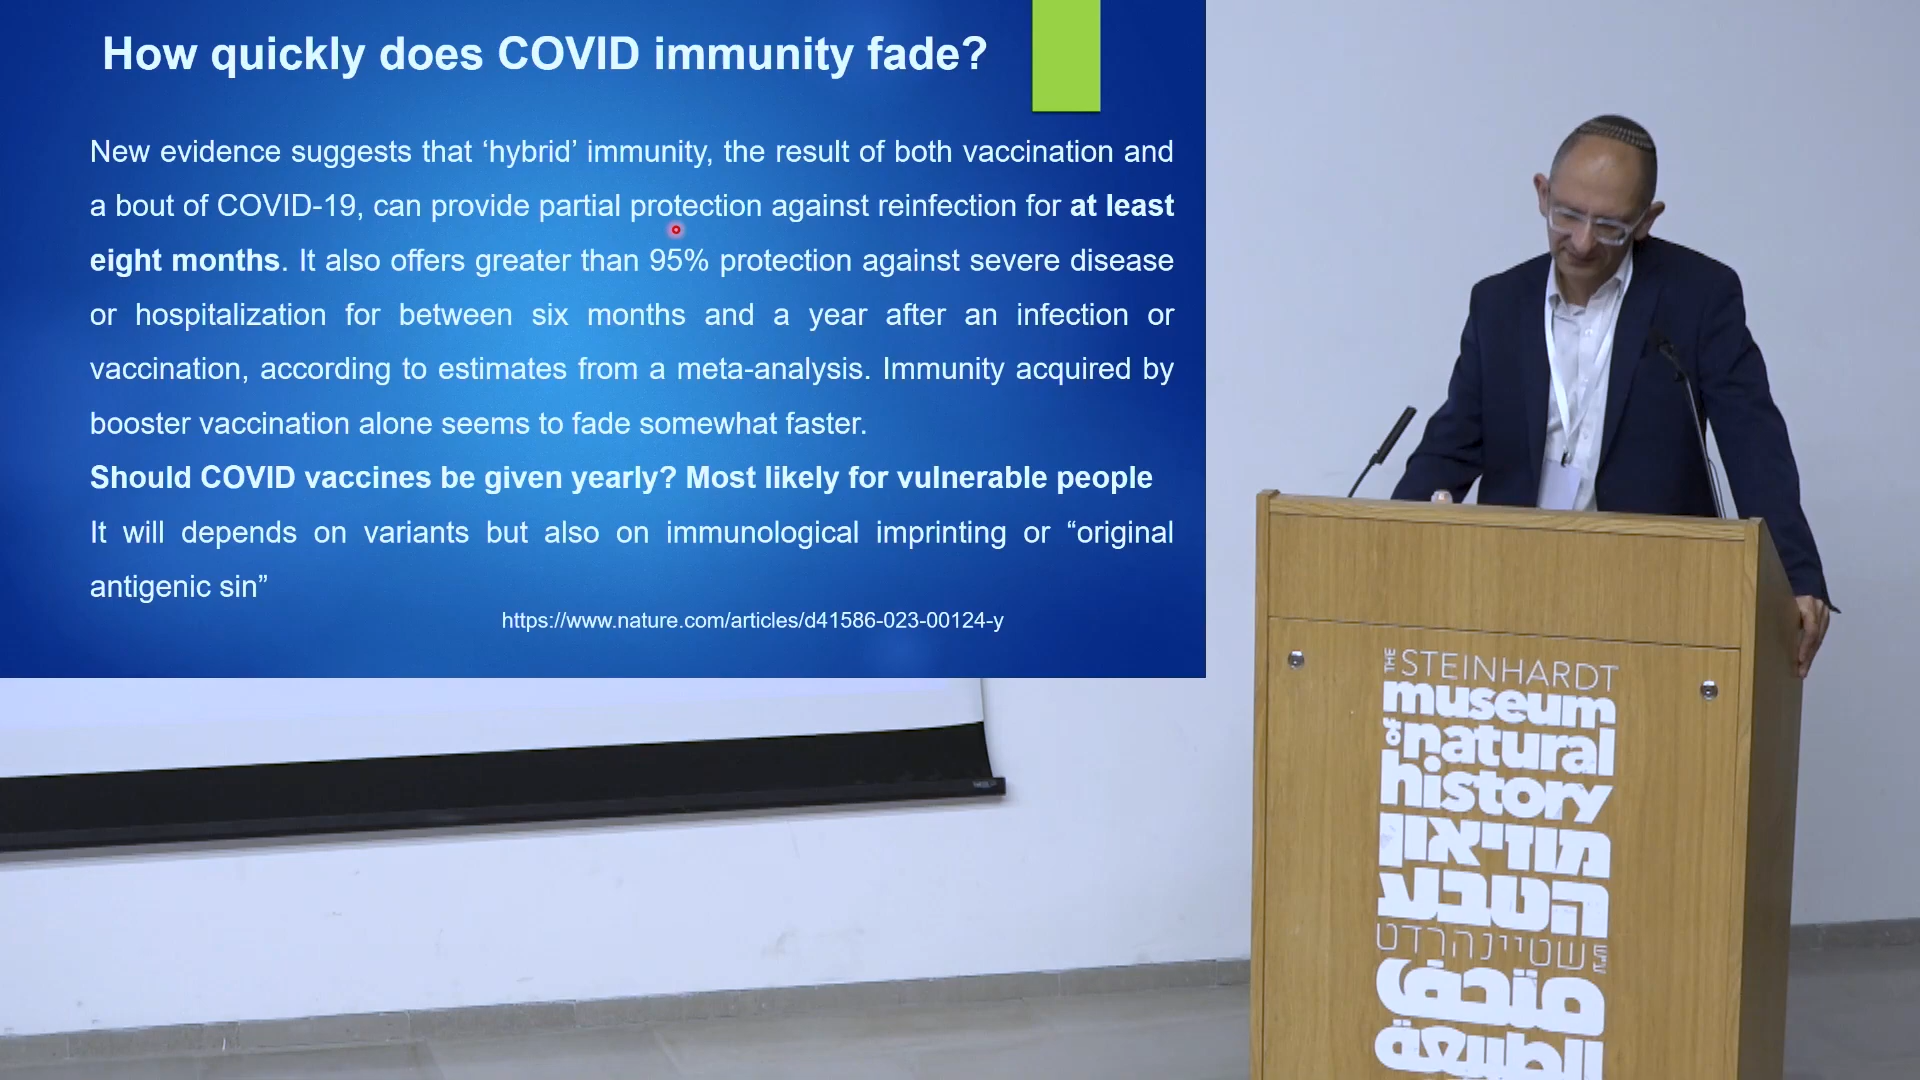 How quickly does COVID immunity fade?
New evidence suggests that ‘hybrid’ immunity, the result of both vaccination and
a bout of COVID-19, can provide partial protection against reinfection for at least
eight months. It also offers greater than 95% protection against severe disease
or hospitalization for between six months and a year after an infection or
vaccination, according to estimates from a meta-analysis. Immunity acquired by
booster vaccination alone seems to fade somewhat faster.
Should COVID vaccines be given yearly? Most likely for vulnerable people
It will depends on variants but also on immunological imprinting or “original
antigenic sin”
https://www.nature.com/articles/d41586-023-00124-y
THE STEINHARDT
museum
of natural
history
מוזיאון
הטבע
שטיינהרדט
متحف
الطبيعة